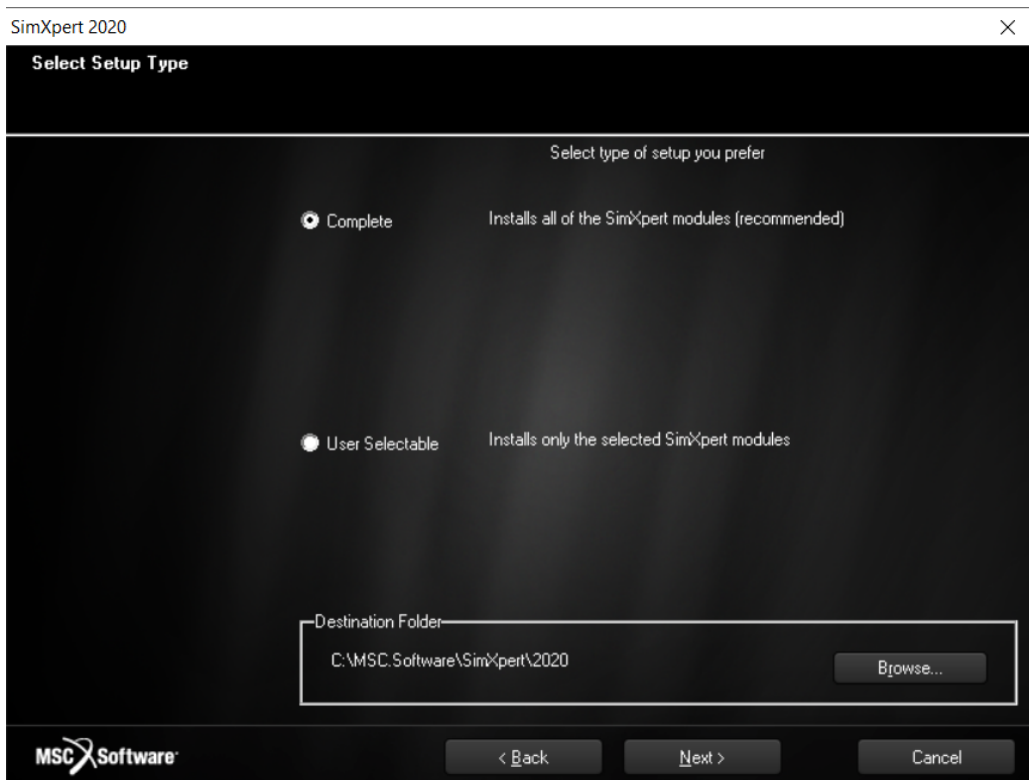 SimXpert 2020
Select Setup Type
Select type of setup you prefer
Complete
Installs all of the SimXpert modules (recommended)
User Selectable
Installs only the selected SimXpert modules
Destination Folder
C:\MSC.Software\SimXpert\2020
Browse...
MSC Software
< Back
Next >
Cancel